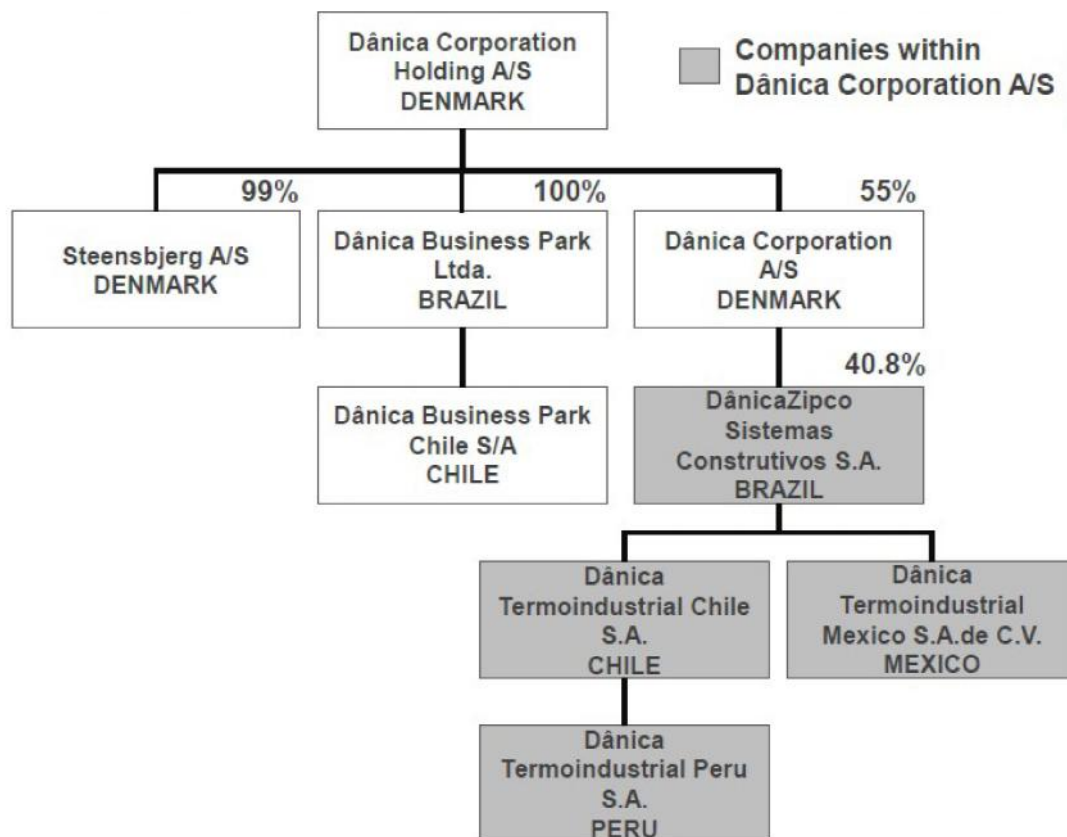 Dânica Corporation
Holding A/S
DENMARK
Companies within
Dânica Corporation A/S
99%
100%
55%
Steensbjerg A/S
DENMARK
Dânica Business Park
Ltda.
BRAZIL
Dânica Corporation
A/S
DENMARK
40.8%
Dânica Business Park
Chile S/A
CHILE
DânicaZipco
Sistemas
Construtivos S.A.
BRAZIL
Dânica
Termoindustrial Chile
S.A.
CHILE
Dânica
Termoindustrial
Mexico S.A.de C.V.
MEXICO
Dânica
Termoindustrial Peru
S.A.
PERU